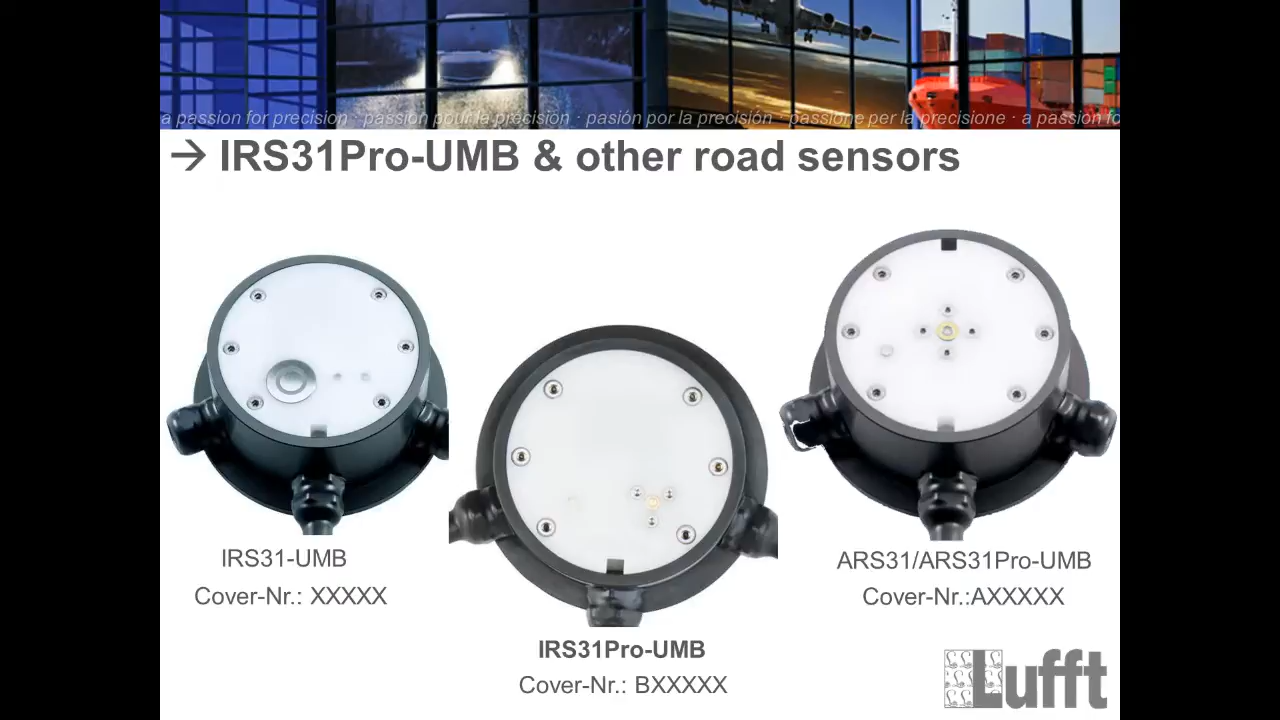 a passion for precision · passion pour la précision · pasión por la precisión · passione per la precisione · a passion fo
→ IRS31Pro-UMB & other road sensors
IRS31-UMB
Cover-Nr.: XXXXX
IRS31Pro-UMB
Cover-Nr.: BXXXXX
ARS31/ARS31Pro-UMB
Cover-Nr.:AXXXXX
Lufft